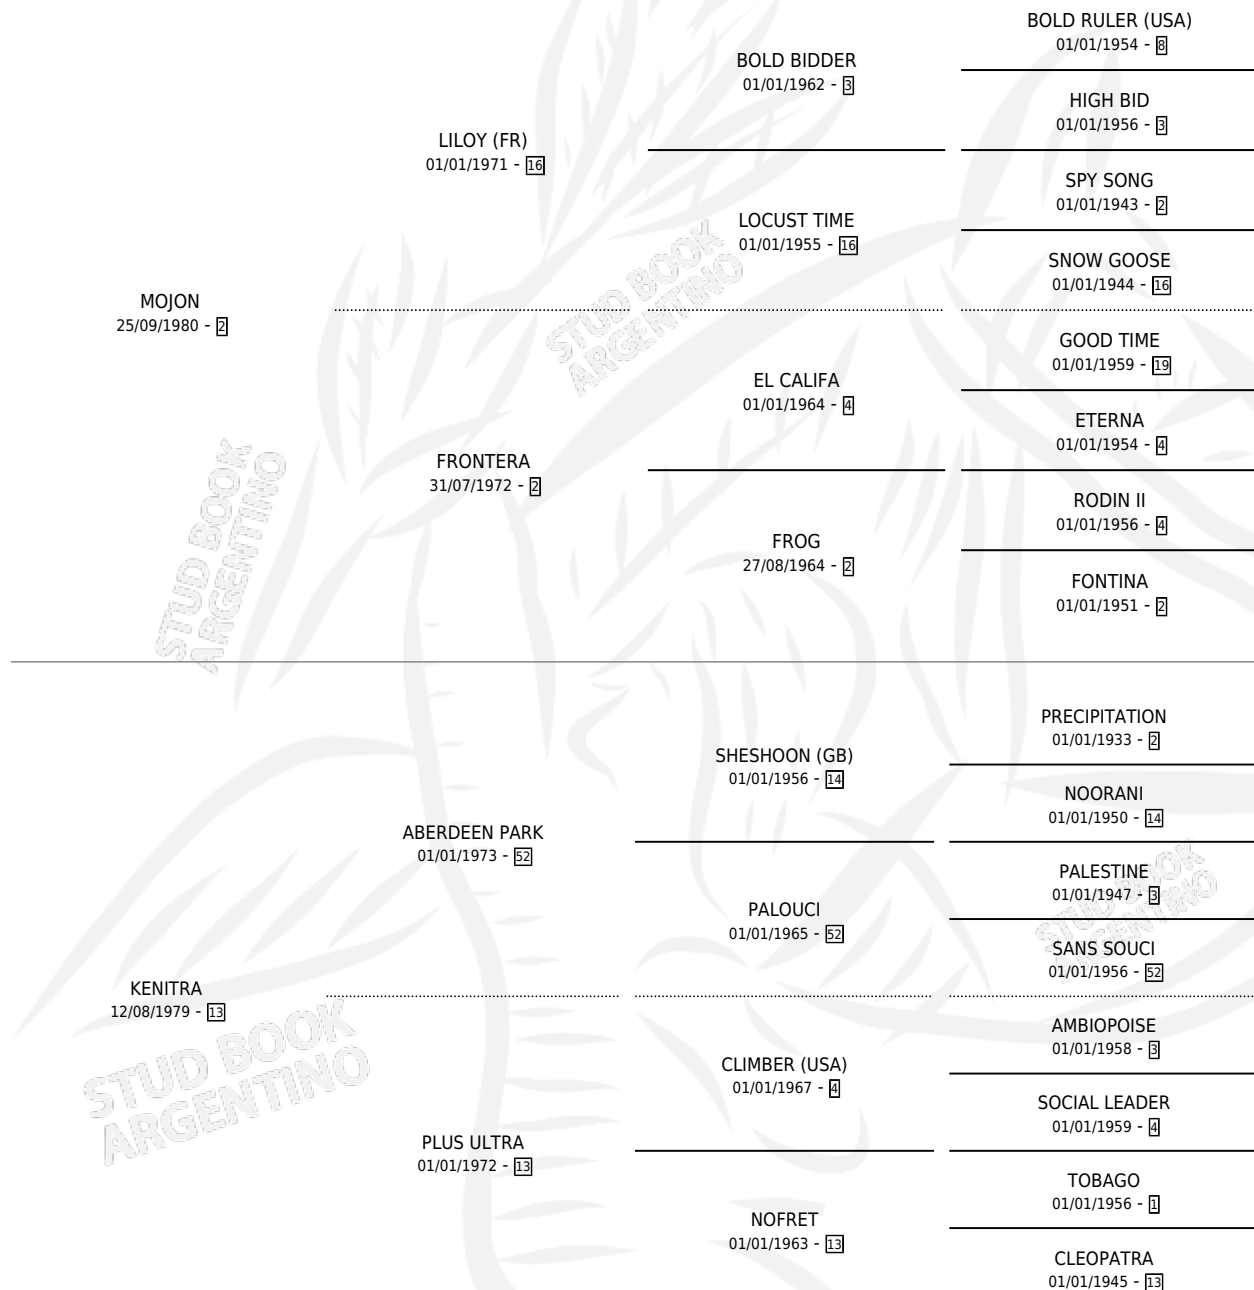 BOLD RULER (USA)
01/01/1954 - 8
BOLD BIDDER
01/01/1962 - 3
HIGH BID
01/01/1956 - 3
LILOY (FR)
01/01/1971 - 16
SPY SONG
01/01/1943 - 2
LOCUST TIME
01/01/1955 - 16
SNOW GOOSE
01/01/1944 - 16
MOJON
25/09/1980 - 2
GOOD TIME
01/01/1959 - 19
EL CALIFA
01/01/1964 - 4
ETERNA
01/01/1954 - 4
FRONTERA
31/07/1972 - 2
RODIN II
01/01/1956 - 4
FROG
27/08/1964 - 2
FONTINA
01/01/1951 - 2
STUD BOOK
ARGENTINO
STUD BOOK
ARGENTINO
PRECIPITATION
01/01/1933 - 2
SHESHOON (GB)
01/01/1956 - 14
NOORANI
01/01/1950 - 14
ABERDEEN PARK
01/01/1973 - 52
PALESTINE
01/01/1947 - 3
PALOUCI
01/01/1965 - 52
SANS SOUCI
01/01/1956 - 52
KENITRA
12/08/1979 - 13
AMBIOPOISE
01/01/1958 - 3
CLIMBER (USA)
01/01/1967 - 4
SOCIAL LEADER
01/01/1959 - 4
PLUS ULTRA
01/01/1972 - 13
TOBAGO
01/01/1956 - 1
NOFRET
01/01/1963 - 13
CLEOPATRA
01/01/1945 - 13
STUD BOOK
ARGENTINO
STUD BOOK
ARGENTINO